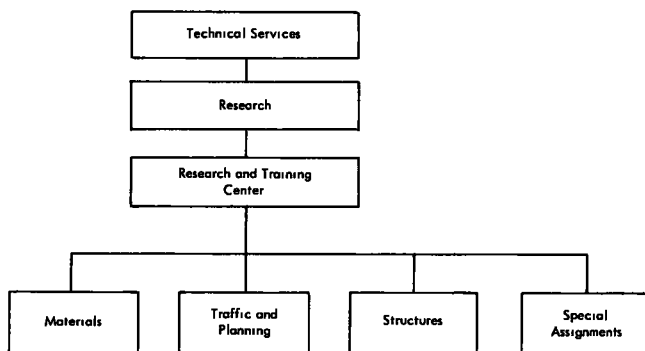 Technical Services
Research
Research and Training
Center
Materials
Traffic and
Planning
Structures
Special
Assignments